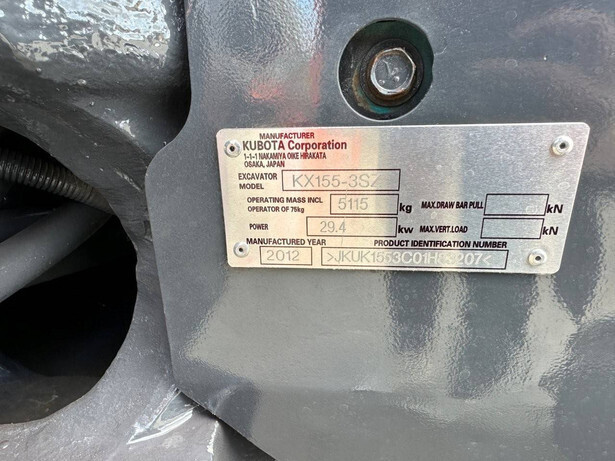 MANUFACTURER
KUBOTA Corporation
1-1-1 NAKAMIYA OIKE HIRAKATA
OSAKA, JAPAN
EXCAVATOR MODEL KX155-3SZ
OPERATING MASS INCL OPERATOR OF 75kg 5115 kg MAX.DRAW BAR PULL kN
POWER 29.4 kw MAX.VERT.LOAD kN
MANUFACTURED YEAR PRODUCT IDENTIFICATION NUMBER
2012